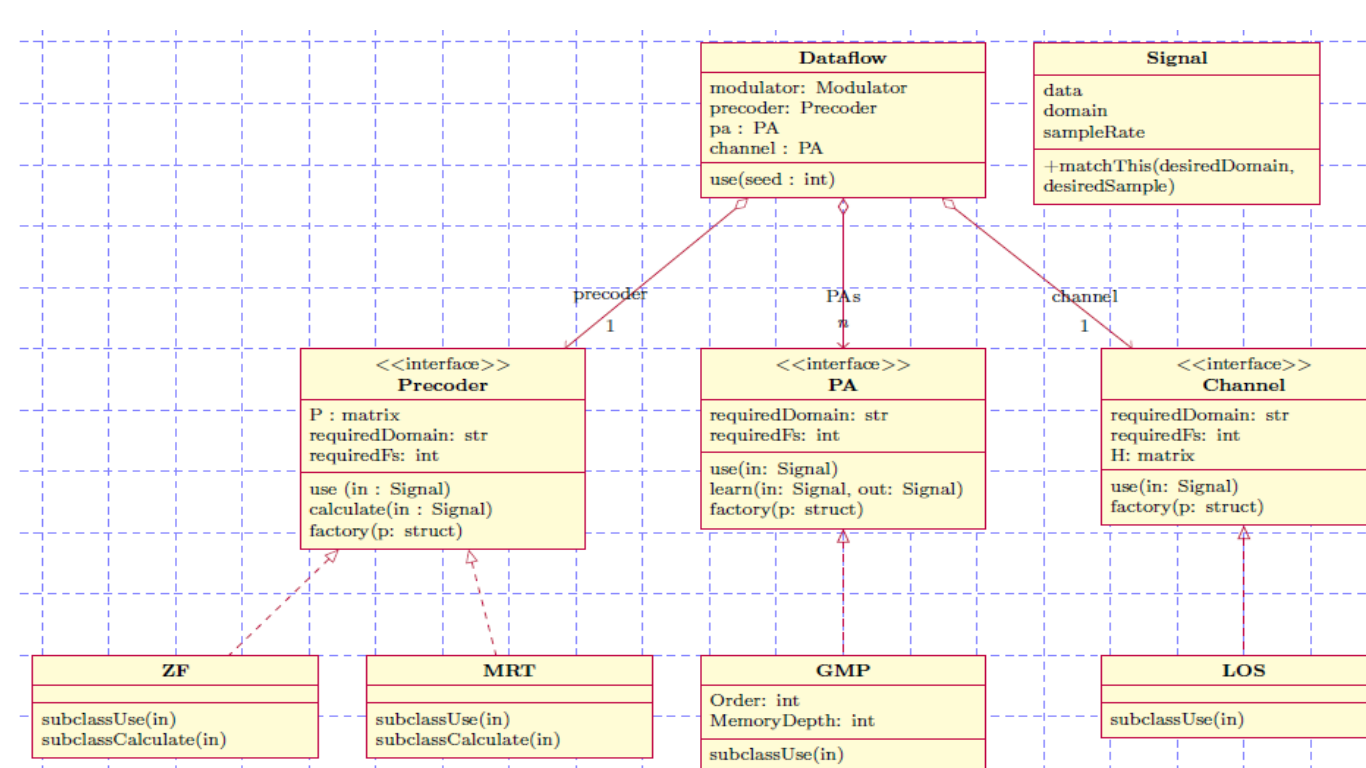 Dataflow
modulator: Modulator
precoder: Precoder
pa : PA
channel : PA
use(seed : int)
Signal
data
domain
sampleRate
+matchThis(desiredDomain,
desiredSample)
precoder
1
PAs
n
channel
1
<<interface>>
Precoder
P : matrix
requiredDomain: str
requiredFs: int
use (in : Signal)
calculate(in : Signal)
factory(p: struct)
<<interface>>
PA
requiredDomain: str
requiredFs: int
use(in: Signal)
learn(in: Signal, out: Signal)
factory(p: struct)
<<interface>>
Channel
requiredDomain: str
requiredFs: int
H: matrix
use(in: Signal)
factory(p: struct)
ZF
subclassUse(in)
subclassCalculate(in)
MRT
subclassUse(in)
subclassCalculate(in)
GMP
Order: int
MemoryDepth: int
subclassUse(in)
LOS
subclassUse(in)